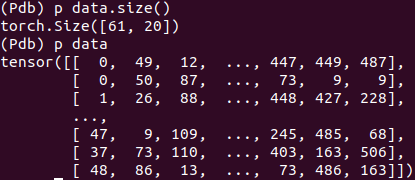 (Pdb) p data.size()
torch.Size([61, 20])
(Pdb) p data
tensor([[  0,  49,  12,  ..., 447, 449, 487],
        [  0,  50,  87,  ...,  73,   9,   9],
        [  1,  26,  88,  ..., 448, 427, 228],
        ...,
        [ 47,   9, 109,  ..., 245, 485,  68],
        [ 37,  73, 110,  ..., 403, 163, 506],
        [ 48,  86,  13,  ...,  73, 486, 163]])